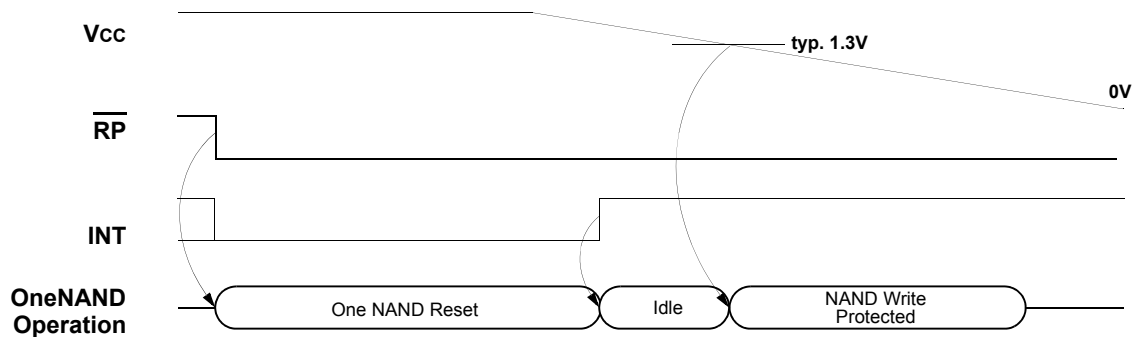 VCC
typ. 1.3V
0V
RP
INT
OneNAND
Operation
One NAND Reset
Idle
NAND Write
Protected